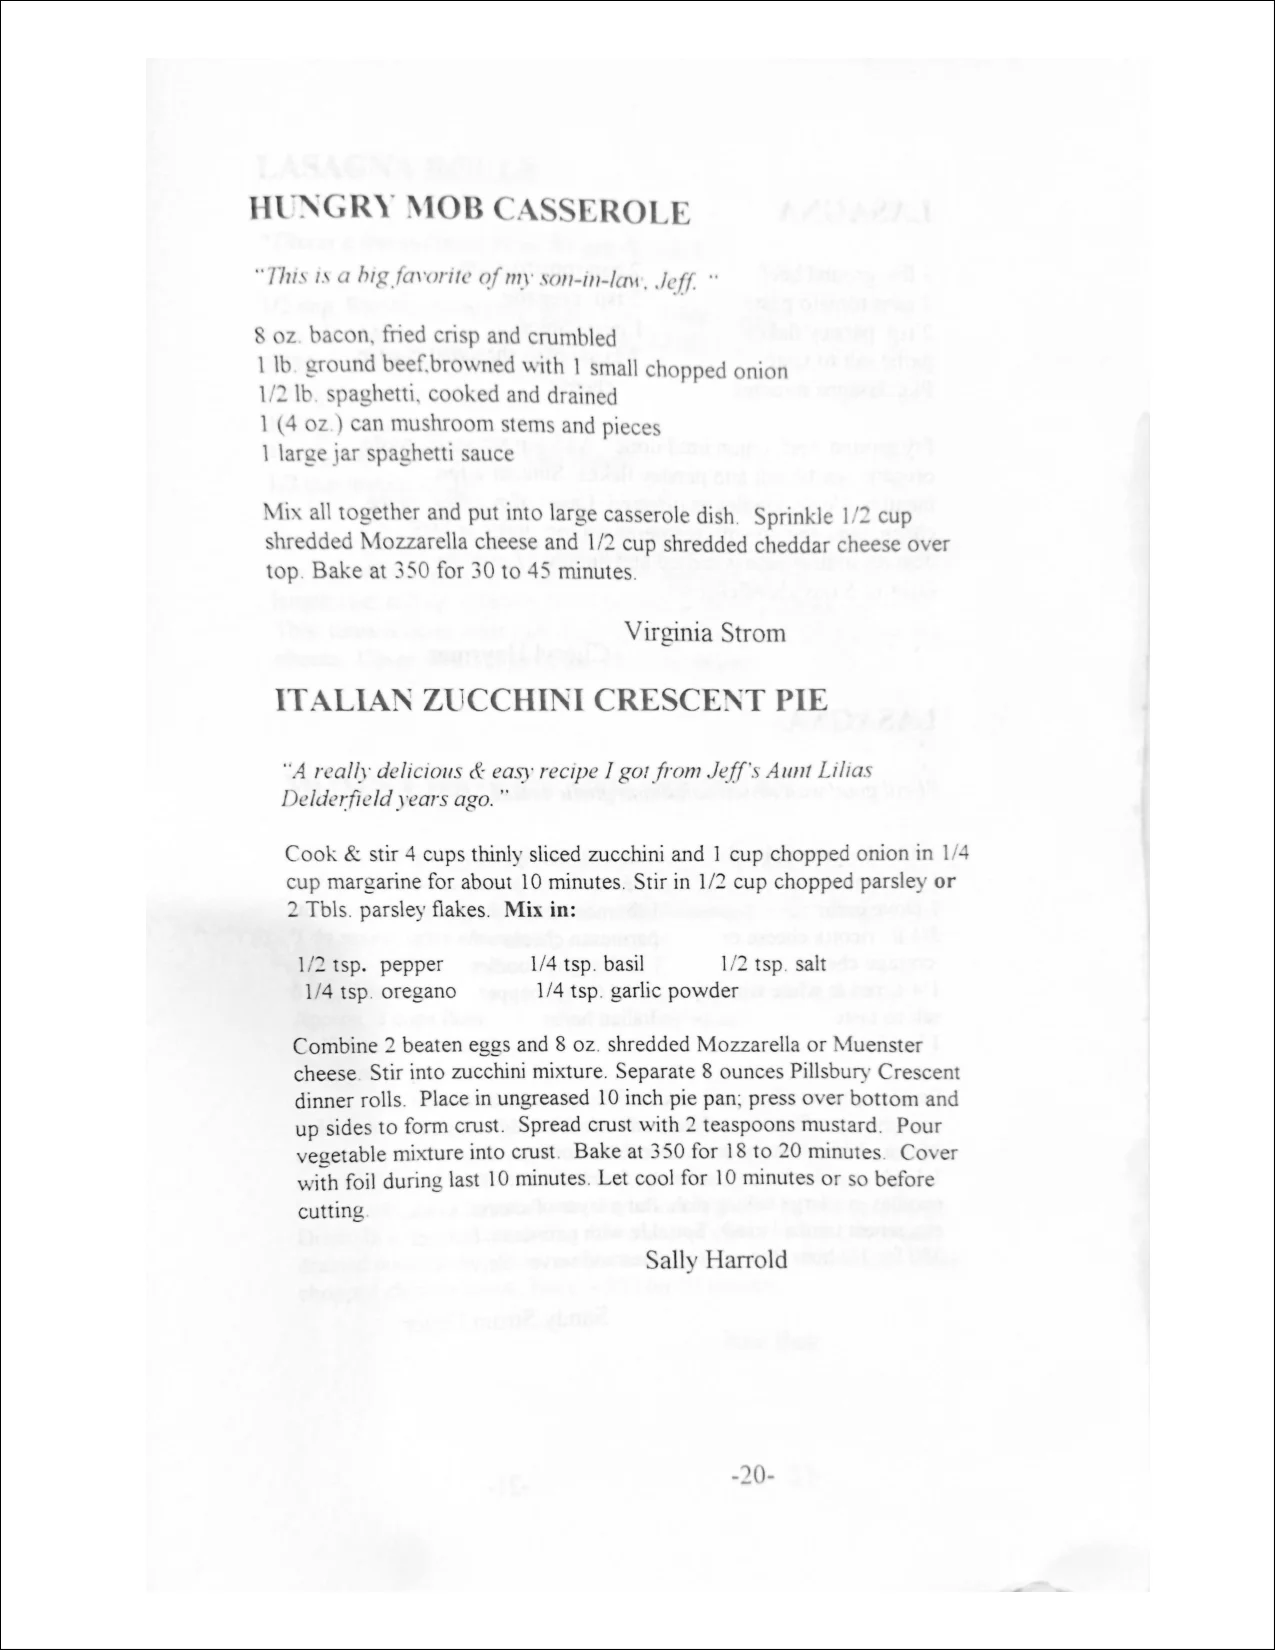 HUNGRY MOB CASSEROLE
"This is a big favorite of my son-in-law, Jeff. "
8 oz. bacon, fried crisp and crumbled
1 lb. ground beef,browned with 1 small chopped onion
1/2 lb. spaghetti, cooked and drained
1 (4 oz.) can mushroom stems and pieces
1 large jar spaghetti sauce
Mix all together and put into large casserole dish. Sprinkle 1/2 cup
shredded Mozzarella cheese and 1/2 cup shredded cheddar cheese over
top. Bake at 350 for 30 to 45 minutes.
Virginia Strom
ITALIAN ZUCCHINI CRESCENT PIE
"A really delicious & easy recipe I got from Jeff's Aunt Lilias
Delderfield years ago."
Cook & stir 4 cups thinly sliced zucchini and 1 cup chopped onion in 1/4
cup margarine for about 10 minutes. Stir in 1/2 cup chopped parsley or
2 Tbls. parsley flakes. Mix in:
1/2 tsp. pepper 1/4 tsp. basil 1/2 tsp. salt
1/4 tsp. oregano 1/4 tsp. garlic powder
Combine 2 beaten eggs and 8 oz. shredded Mozzarella or Muenster
cheese. Stir into zucchini mixture. Separate 8 ounces Pillsbury Crescent
dinner rolls. Place in ungreased 10 inch pie pan; press over bottom and
up sides to form crust. Spread crust with 2 teaspoons mustard. Pour
vegetable mixture into crust. Bake at 350 for 18 to 20 minutes. Cover
with foil during last 10 minutes. Let cool for 10 minutes or so before
cutting.
Sally Harrold
-20-